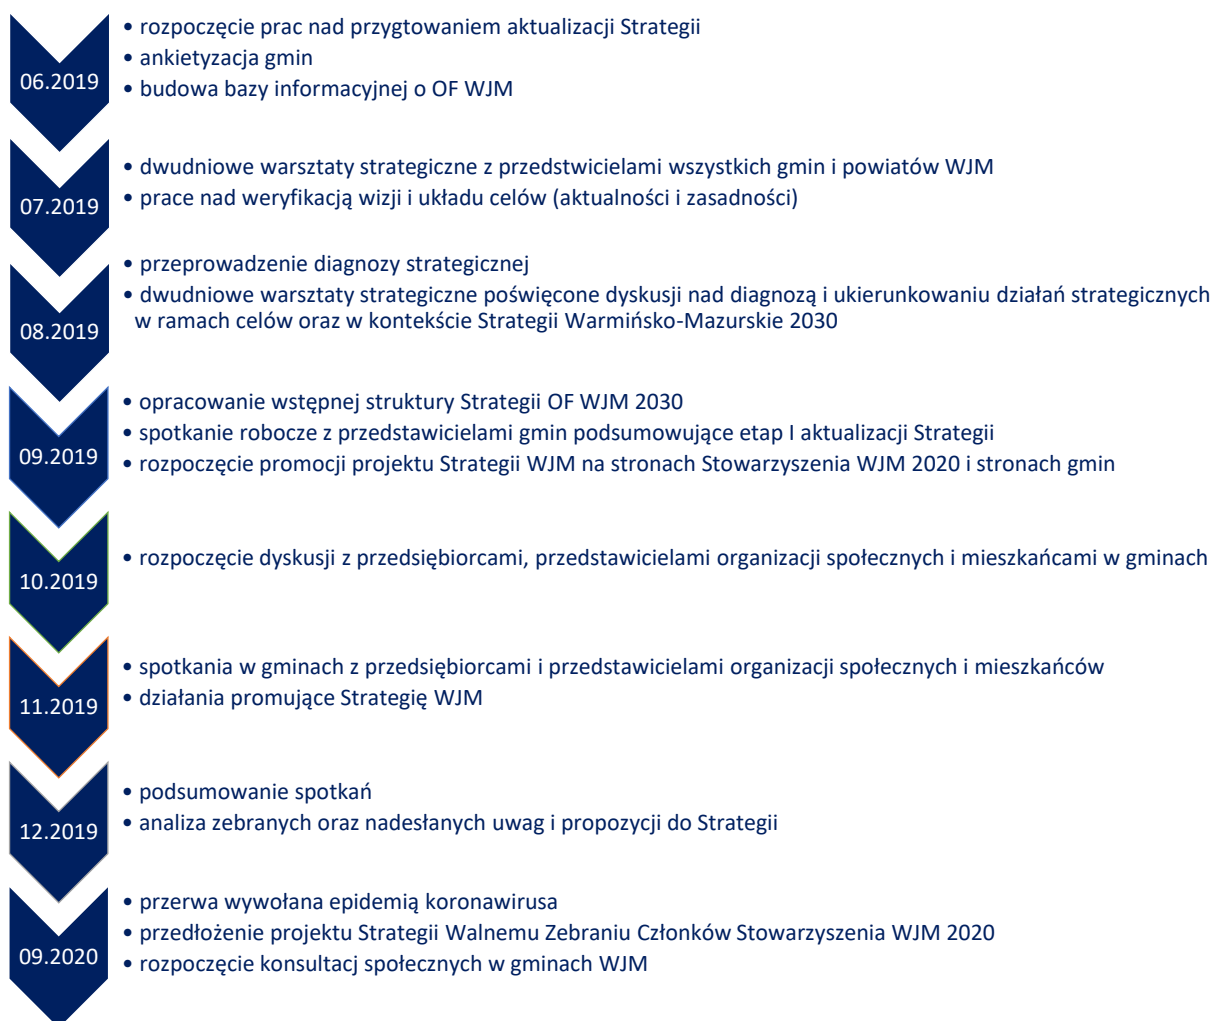 06.2019
• rozpoczęcie prac nad przygtowaniem aktualizacji Strategii
• ankietyzacja gmin
• budowa bazy informacyjnej o OF WJM
07.2019
• dwudniowe warsztaty strategiczne z przedstwicielami wszystkich gmin i powiatów WJM
• prace nad weryfikacją wizji i układu celów (aktualności i zasadności)
08.2019
• przeprowadzenie diagnozy strategicznej
• dwudniowe warsztaty strategiczne poświęcone dyskusji nad diagnozą i ukierunkowaniu działań strategicznych
w ramach celów oraz w kontekście Strategii Warmińsko-Mazurskie 2030
09.2019
• opracowanie wstępnej struktury Strategii OF WJM 2030
• spotkanie robocze z przedstawicielami gmin podsumowujące etap I aktualizacji Strategii
• rozpoczęcie promocji projektu Strategii WJM na stronach Stowarzyszenia WJM 2020 i stronach gmin
10.2019
• rozpoczęcie dyskusji z przedsiębiorcami, przedstawicielami organizacji społecznych i mieszkańcami w gminach
11.2019
• spotkania w gminach z przedsiębiorcami i przedstawicielami organizacji społecznych i mieszkańców
• działania promujące Strategię WJM
12.2019
• podsumowanie spotkań
• analiza zebranych oraz nadesłanych uwag i propozycji do Strategii
09.2020
• przerwa wywołana epidemią koronawirusa
• przedłożenie projektu Strategii Walnemu Zebraniu Członków Stowarzyszenia WJM 2020
• rozpoczęcie konsultacj społecznych w gminach WJM